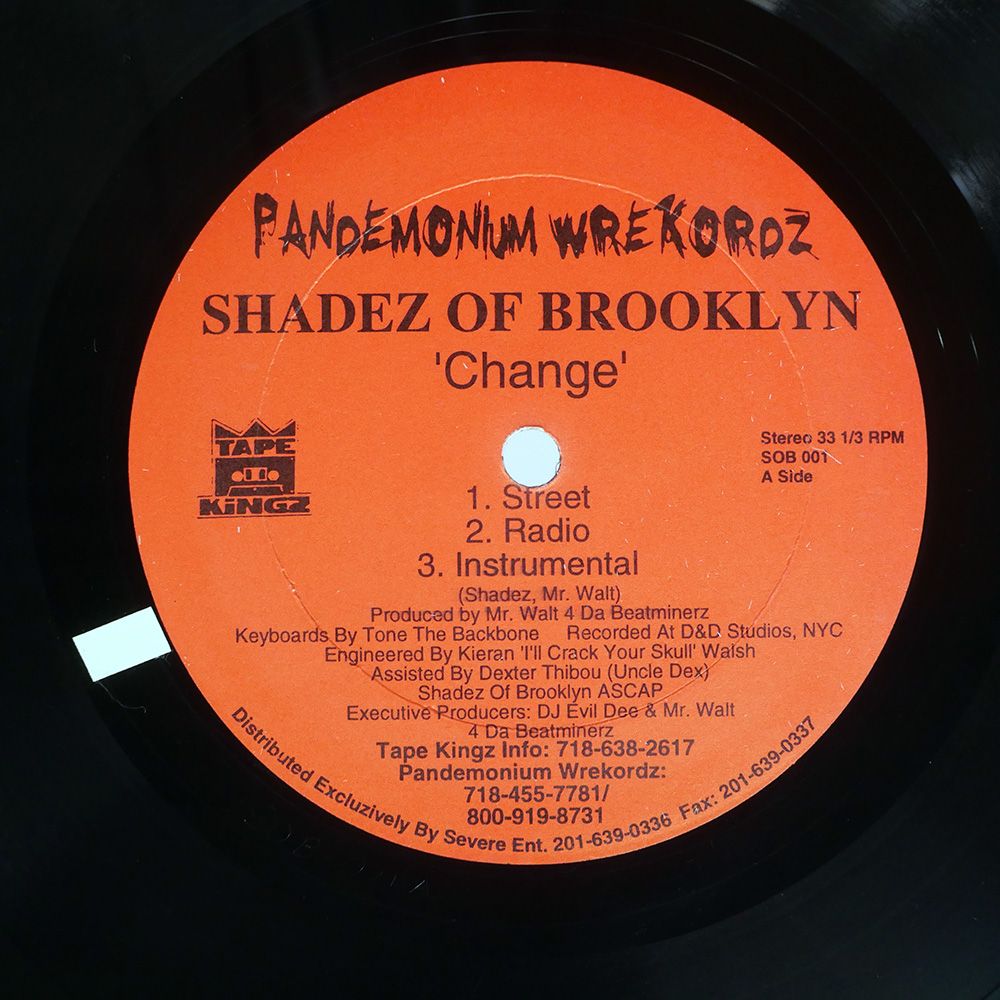 PANDEMONIUM WREKORDZ
SHADEZ OF BROOKLYN
'Change'
TAPE
KiNGZ
Stereo 33 1/3 RPM
SOB 001
A Side
1. Street
2. Radio
3. Instrumental
(Shadez, Mr. Walt)
Produced by Mr. Walt 4 Da Beatminerz
Keyboards By Tone The Backbone Recorded At D&D Studios, NYC
Engineered By Kieran 'I'll Crack Your Skull' Walsh
Assisted By Dexter Thibou (Uncle Dex)
Shadez Of Brooklyn ASCAP
Executive Producers: DJ Evil Dee & Mr. Walt
4 Da Beatminerz
Tape Kingz Info: 718-638-2617
Pandemonium Wrekordz:
718-455-7781/
800-919-8731
Distributed Excluzively By Severe Ent. 201-639-0336 Fax: 201-639-0337